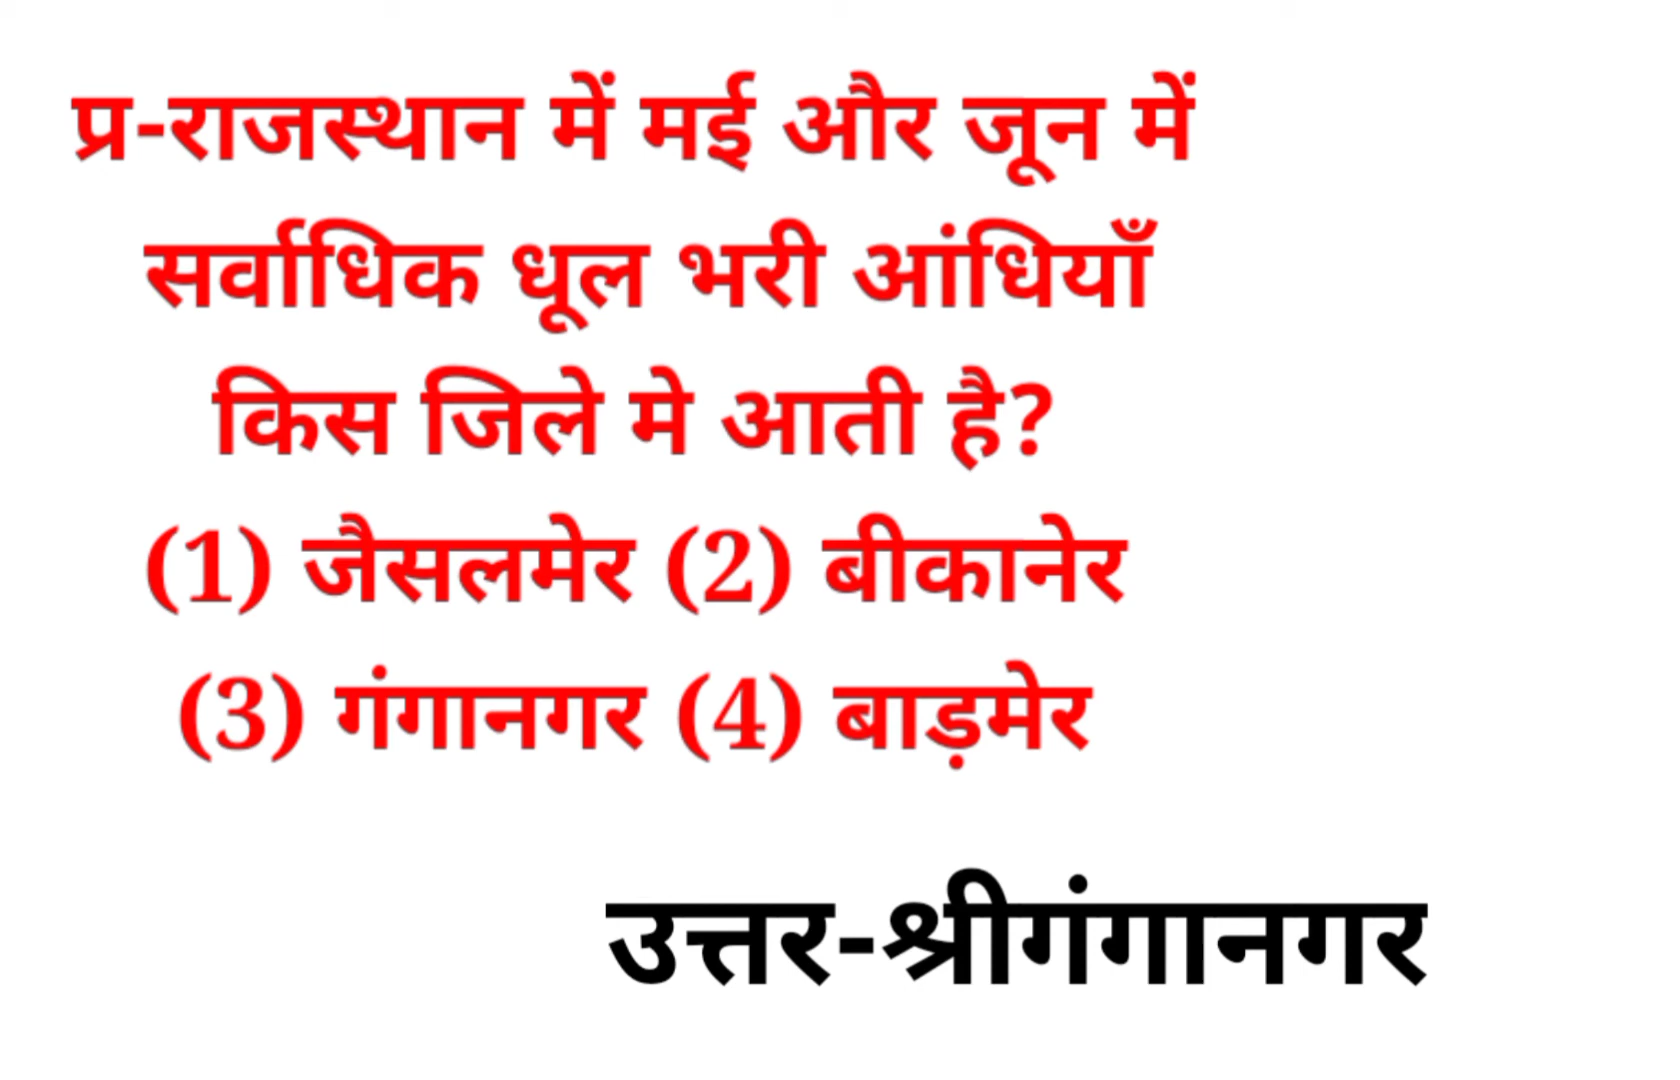 प्र-राजस्थान में मई और जून में
सर्वाधिक धूल भरी आंधियाँ
किस जिले मे आती है?
(1) जैसलमेर (2) बीकानेर
(3) गंगानगर (4) बाड़मेर
उत्तर-श्रीगंगानगर